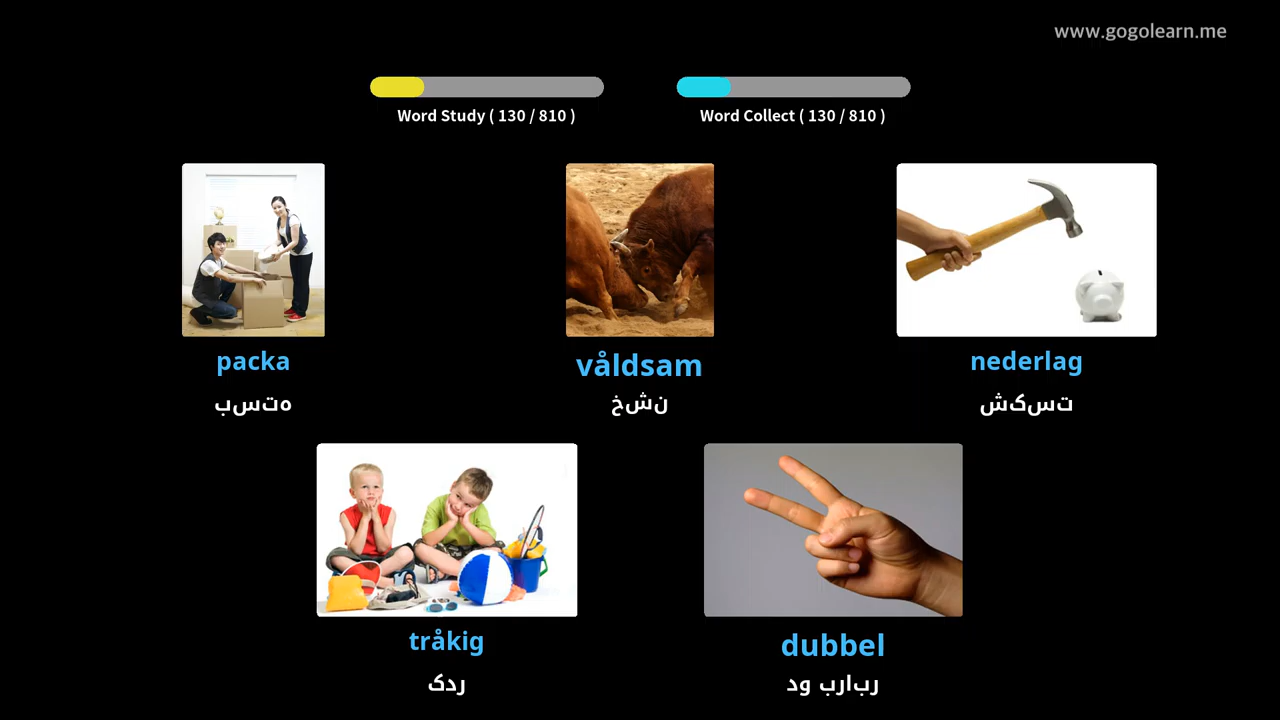 www.gogolearn.me
Word Study ( 130 / 810 )
Word Collect ( 130 / 810 )
packa
هتسب
våldsam
نشخ
nederlag
تسکش
tråkig
ردک
dubbel
ربارب ود